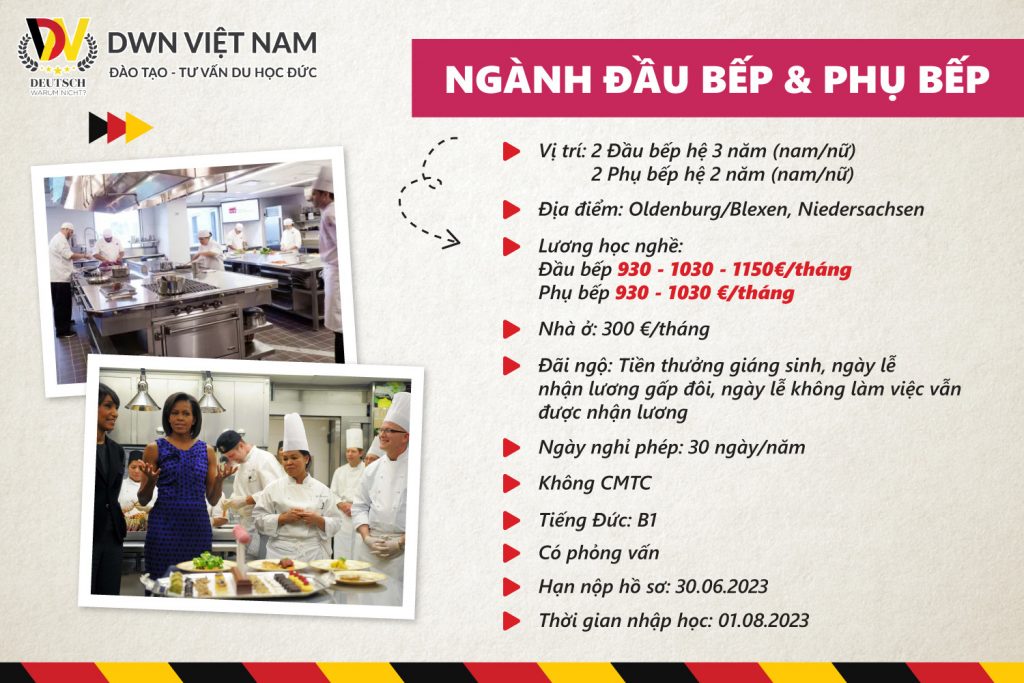 DWN VIỆT NAM
ĐÀO TẠO - TƯ VẤN DU HỌC ĐỨC
DEUTSCH
WARUM NICHT?
NGÀNH ĐẦU BẾP & PHỤ BẾP
Vị trí: 2 Đầu bếp hệ 3 năm (nam/nữ)
2 Phụ bếp hệ 2 năm (nam/nữ)
Địa điểm: Oldenburg/Blexen, Niedersachsen
Lương học nghề:
Đầu bếp 930 - 1030 - 1150€/tháng
Phụ bếp 930 - 1030 €/tháng
Nhà ở: 300 €/tháng
Đãi ngộ: Tiền thưởng giáng sinh, ngày lễ
nhận lương gấp đôi, ngày lễ không làm việc vẫn
được nhận lương
Ngày nghỉ phép: 30 ngày/năm
Không CMTC
Tiếng Đức: B1
Có phỏng vấn
Hạn nộp hồ sơ: 30.06.2023
Thời gian nhập học: 01.08.2023